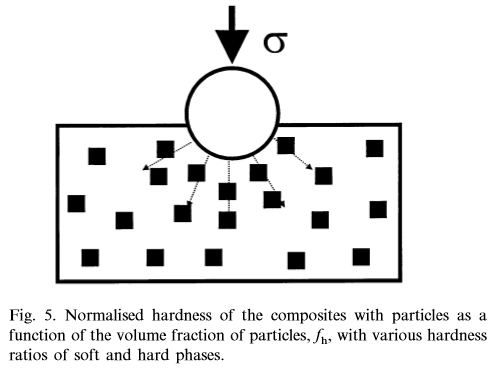 σ
Fig. 5. Normalised hardness of the composites with particles as a
function of the volume fraction of particles, fh, with various hardness
ratios of soft and hard phases.